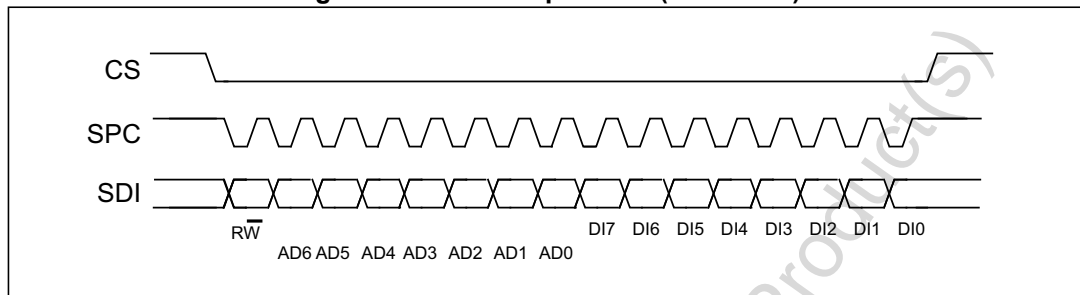 CS
SPC
SDI
RW
DI7 DI6 DI5 DI4 DI3 DI2 DI1 DI0
AD6 AD5 AD4 AD3 AD2 AD1 AD0
Product(s)